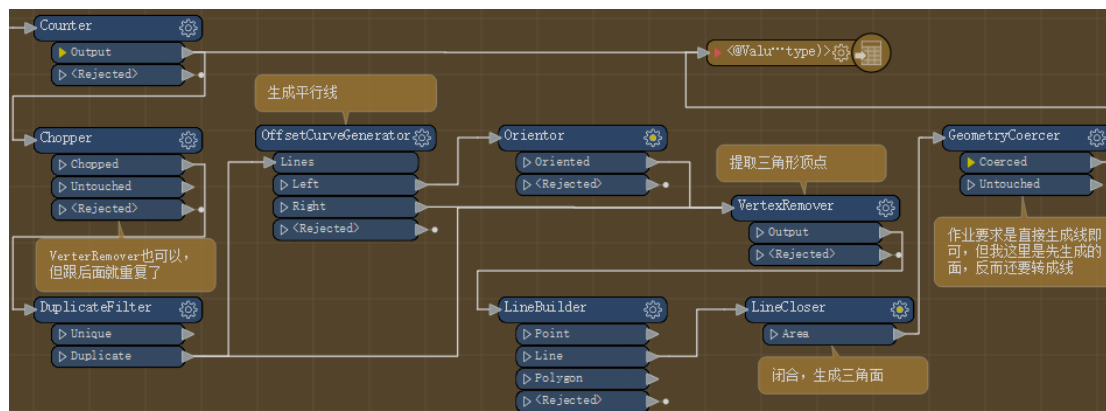 Counter
Output
<Rejected>
<@Valu…type)>
生成平行线
Chopper
Chopped
Untouched
<Rejected>
OffsetCurveGenerator
Lines
Left
Right
<Rejected>
Orientor
Oriented
<Rejected>
提取三角形顶点
VertexRemover
Output
<Rejected>
GeometryCoercer
Coerced
Untouched
VerterRemover也可以，
但跟后面就重复了
作业要求是直接生成线即
可，但我这里是先生成的
面，反而还要转成线
DuplicateFilter
Unique
Duplicate
LineBuilder
Point
Line
Polygon
<Rejected>
LineCloser
Area
闭合，生成三角面